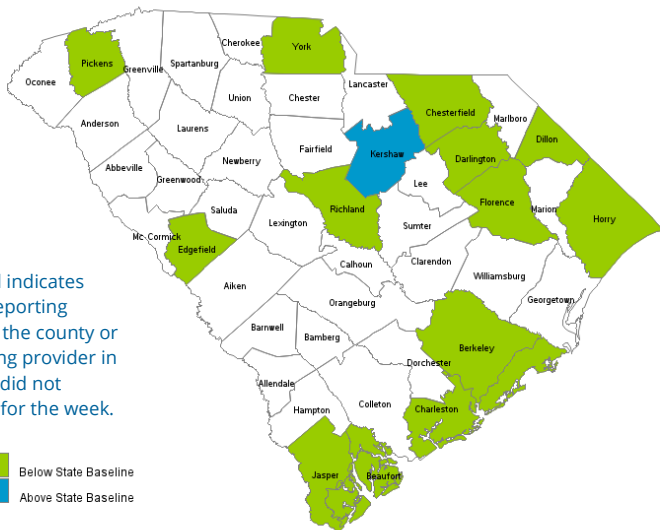 Cherokee
York
Pickens
Greenville
Spartanburg
Oconee
Lancaster
Union
Chester
Chesterfield
Marlboro
Anderson
Laurens
Dillon
Fairfield
Kershaw
Darlington
Newberry
Abbeville
Greenwood
Lee
Florence
Marion
Horry
Saluda
Richland
Lexington
Sumter
Mc Cormick
Edgefield
Calhoun
Clarendon
Williamsburg
Aiken
Georgetown
Orangeburg
Barnwell
Bamberg
Berkeley
Dorchester
Allendale
Hampton
Colleton
Charleston
Jasper
Beaufort
indicates
eporting
the county or
ng provider in
did not
for the week.
Below State Baseline
Above State Baseline